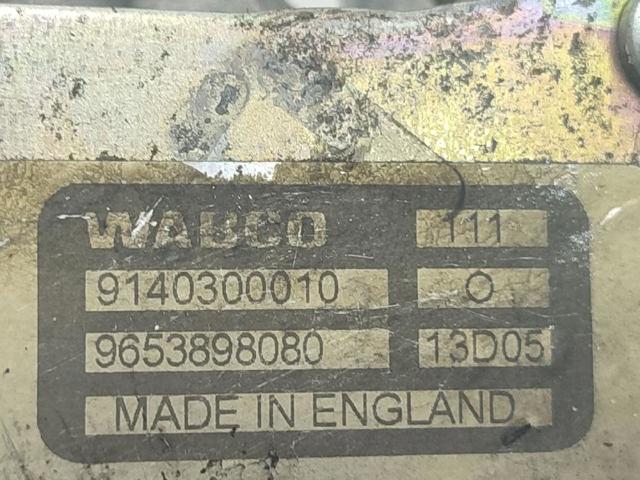 WABCO 111
9140300010 O
9653898080 13D05
MADE IN ENGLAND